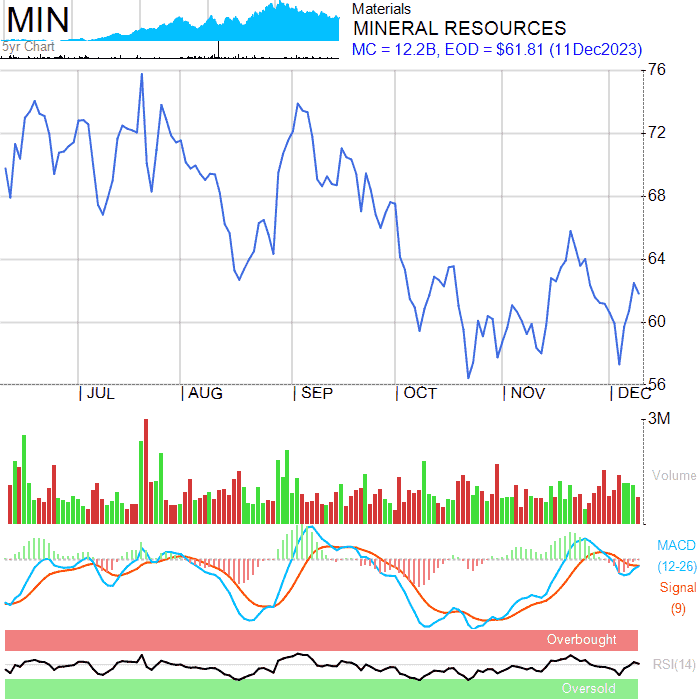 MIN
5yr Chart
Materials
MINERAL RESOURCES
MC = 12.2B, EOD = $61.81 (11Dec2023)
76
72
68
64
60
56
| JUL
| AUG
| SEP
| OCT
| NOV
| DEC
3M
Volume
MACD
(12-26)
Signal
(9)
Overbought
RSI(14)
Oversold